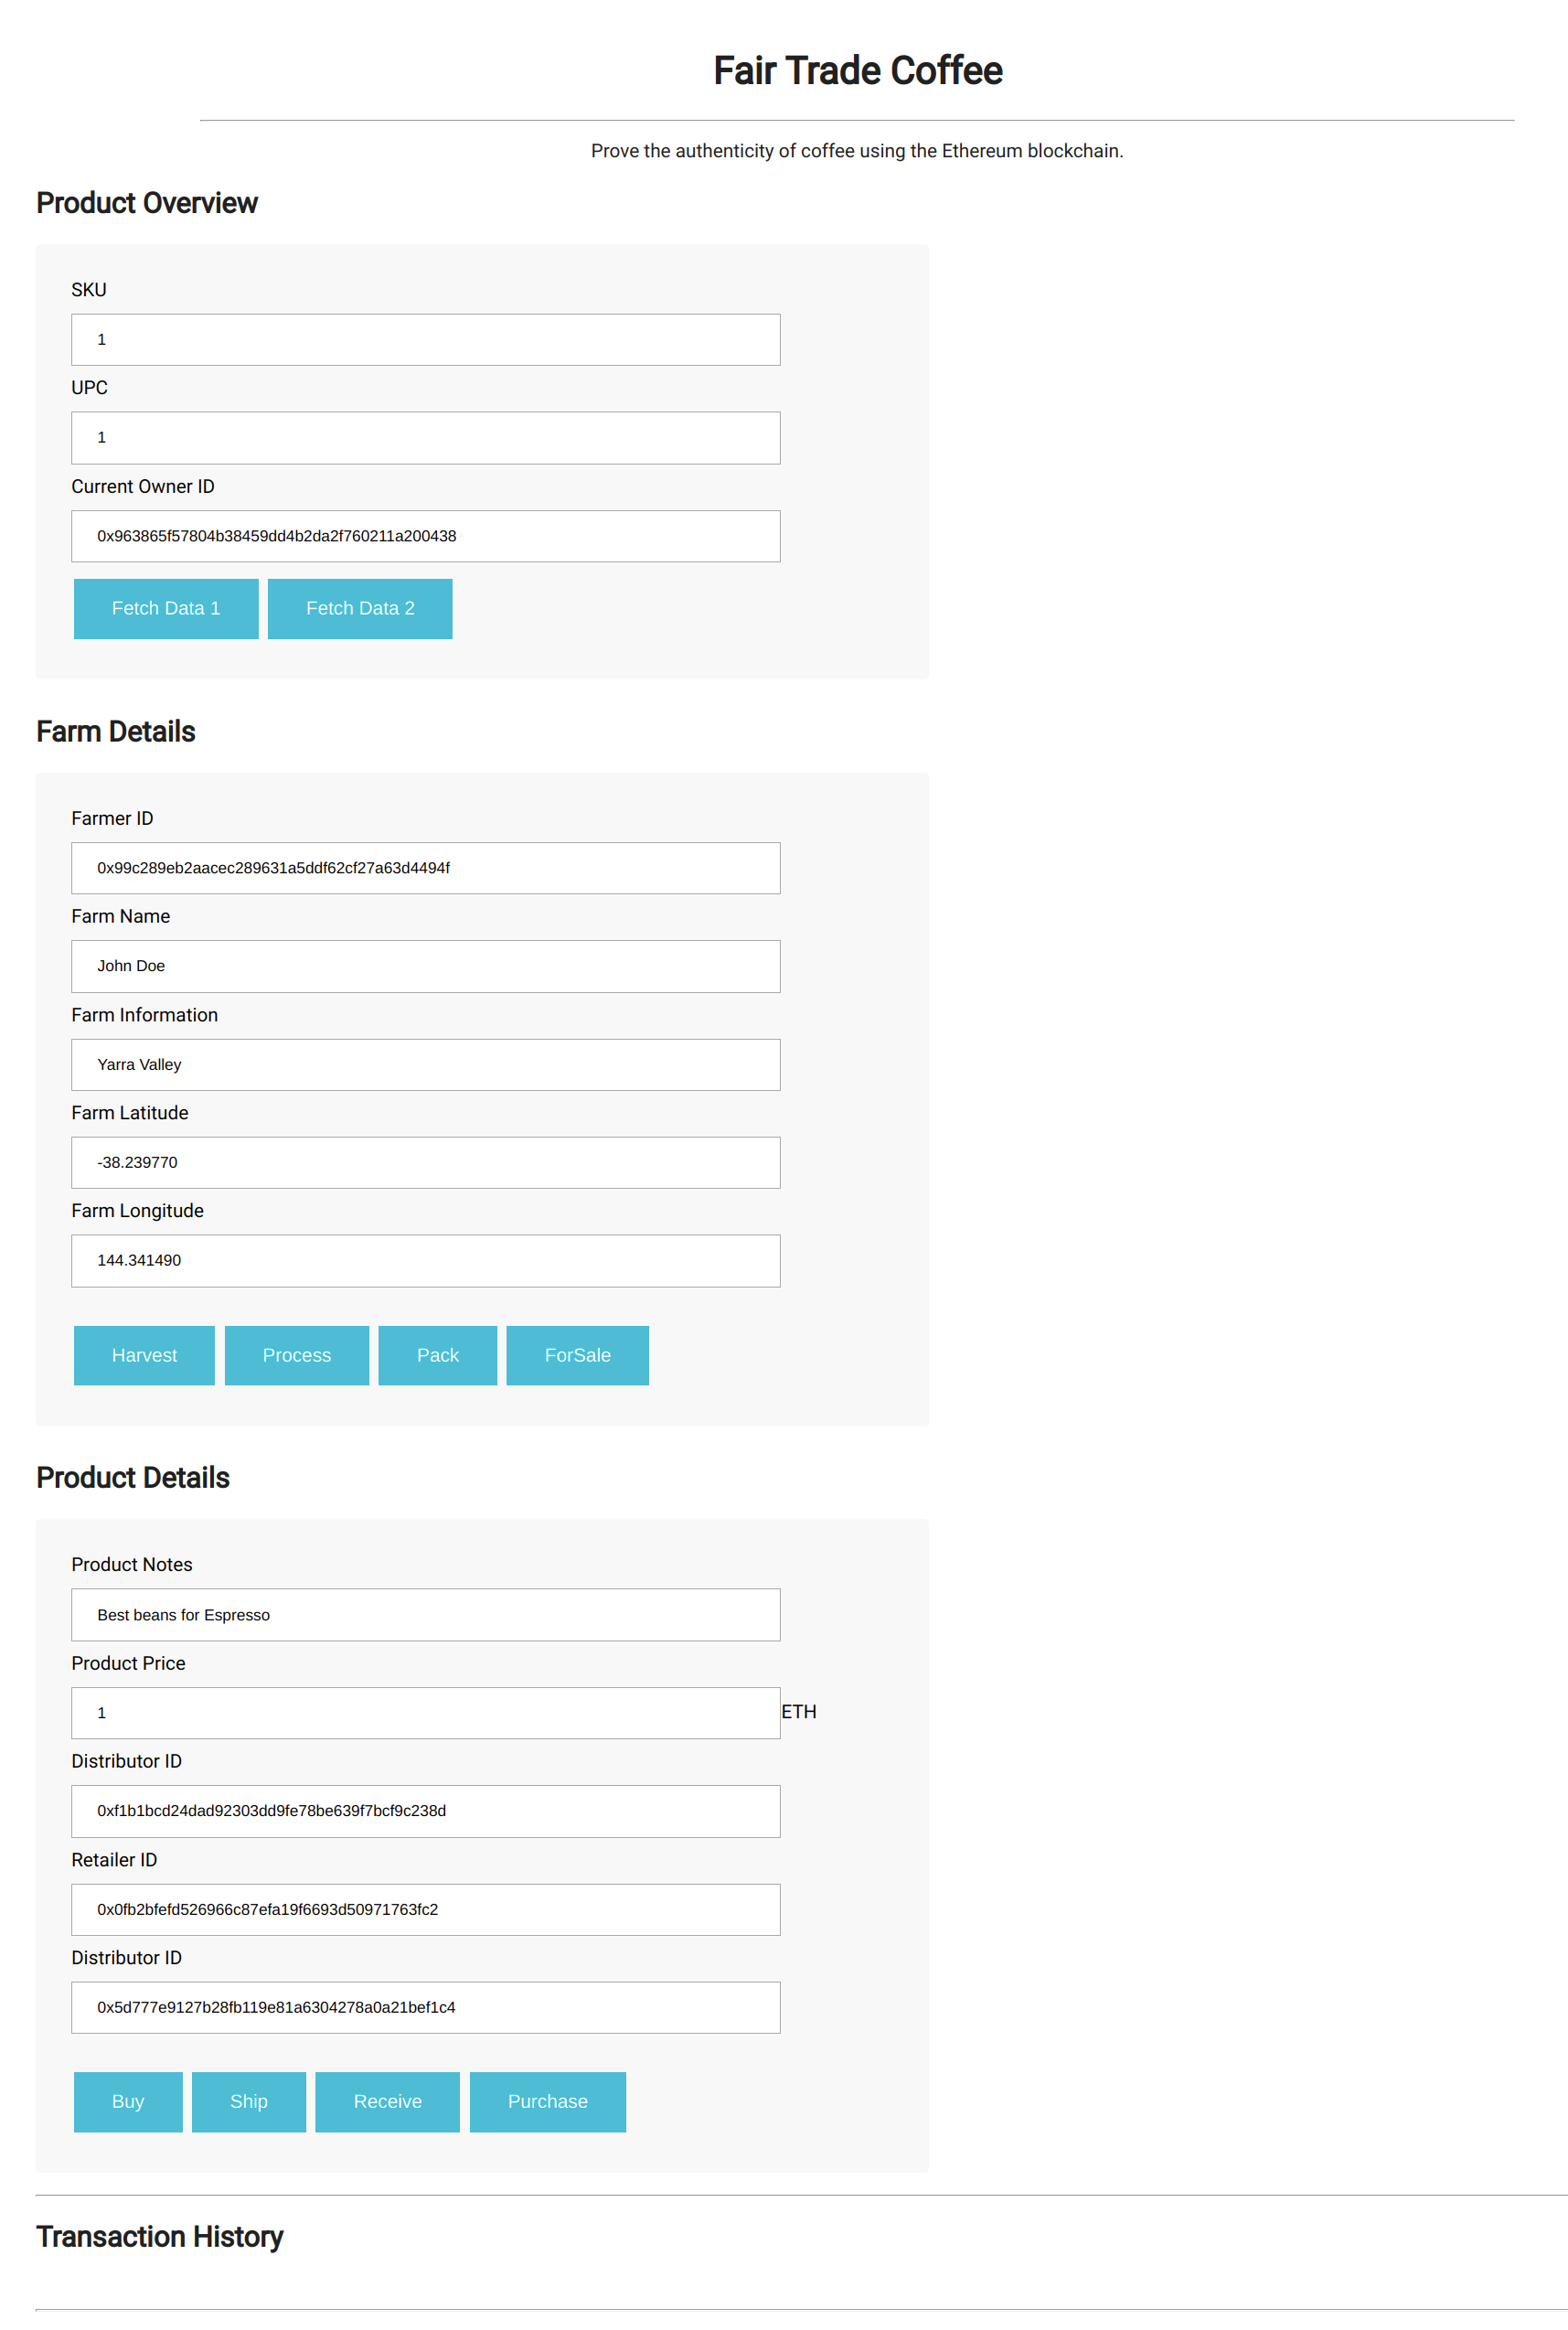 Fair Trade Coffee
Prove the authenticity of coffee using the Ethereum blockchain.
Product Overview
SKU
1
UPC
1
Current Owner ID
0x963865f57804b38459dd4b2da2f760211a200438
Fetch Data 1 Fetch Data 2
Farm Details
Farmer ID
0x99c289eb2aacec289631a5ddf62cf27a63d4494f
Farm Name
John Doe
Farm Information
Yarra Valley
Farm Latitude
-38.239770
Farm Longitude
144.341490
Harvest Process Pack ForSale
Product Details
Product Notes
Best beans for Espresso
Product Price
1 ETH
Distributor ID
0xf1b1bcd24dad92303dd9fe78be639f7bcf9c238d
Retailer ID
0x0fb2bfefd526966c87efa19f6693d50971763fc2
Distributor ID
0x5d777e9127b28fb119e81a6304278a0a21bef1c4
Buy Ship Receive Purchase
Transaction History